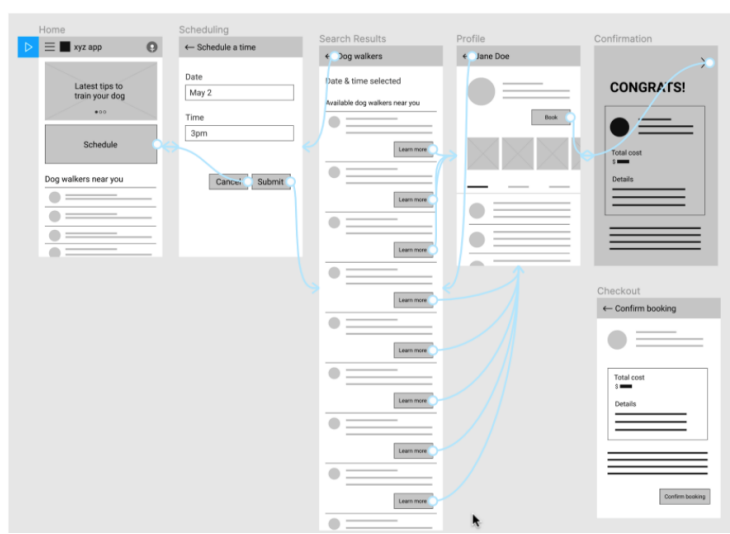 Home
xyz app
Latest tips to
train your dog
Schedule
Dog walkers near you
Scheduling
← Schedule a time
Date
May 2
Time
3pm
Cancel
Submit
Search Results
← Dog walkers
Date & time selected
Available dog walkers near you
Learn more
Learn more
Learn more
Learn more
Learn more
Learn more
Learn more
Learn more
Profile
← Jane Doe
Book
Confirmation
CONGRATS!
Total cost
$
Details
Checkout
← Confirm booking
Total cost
$
Details
Confirm booking